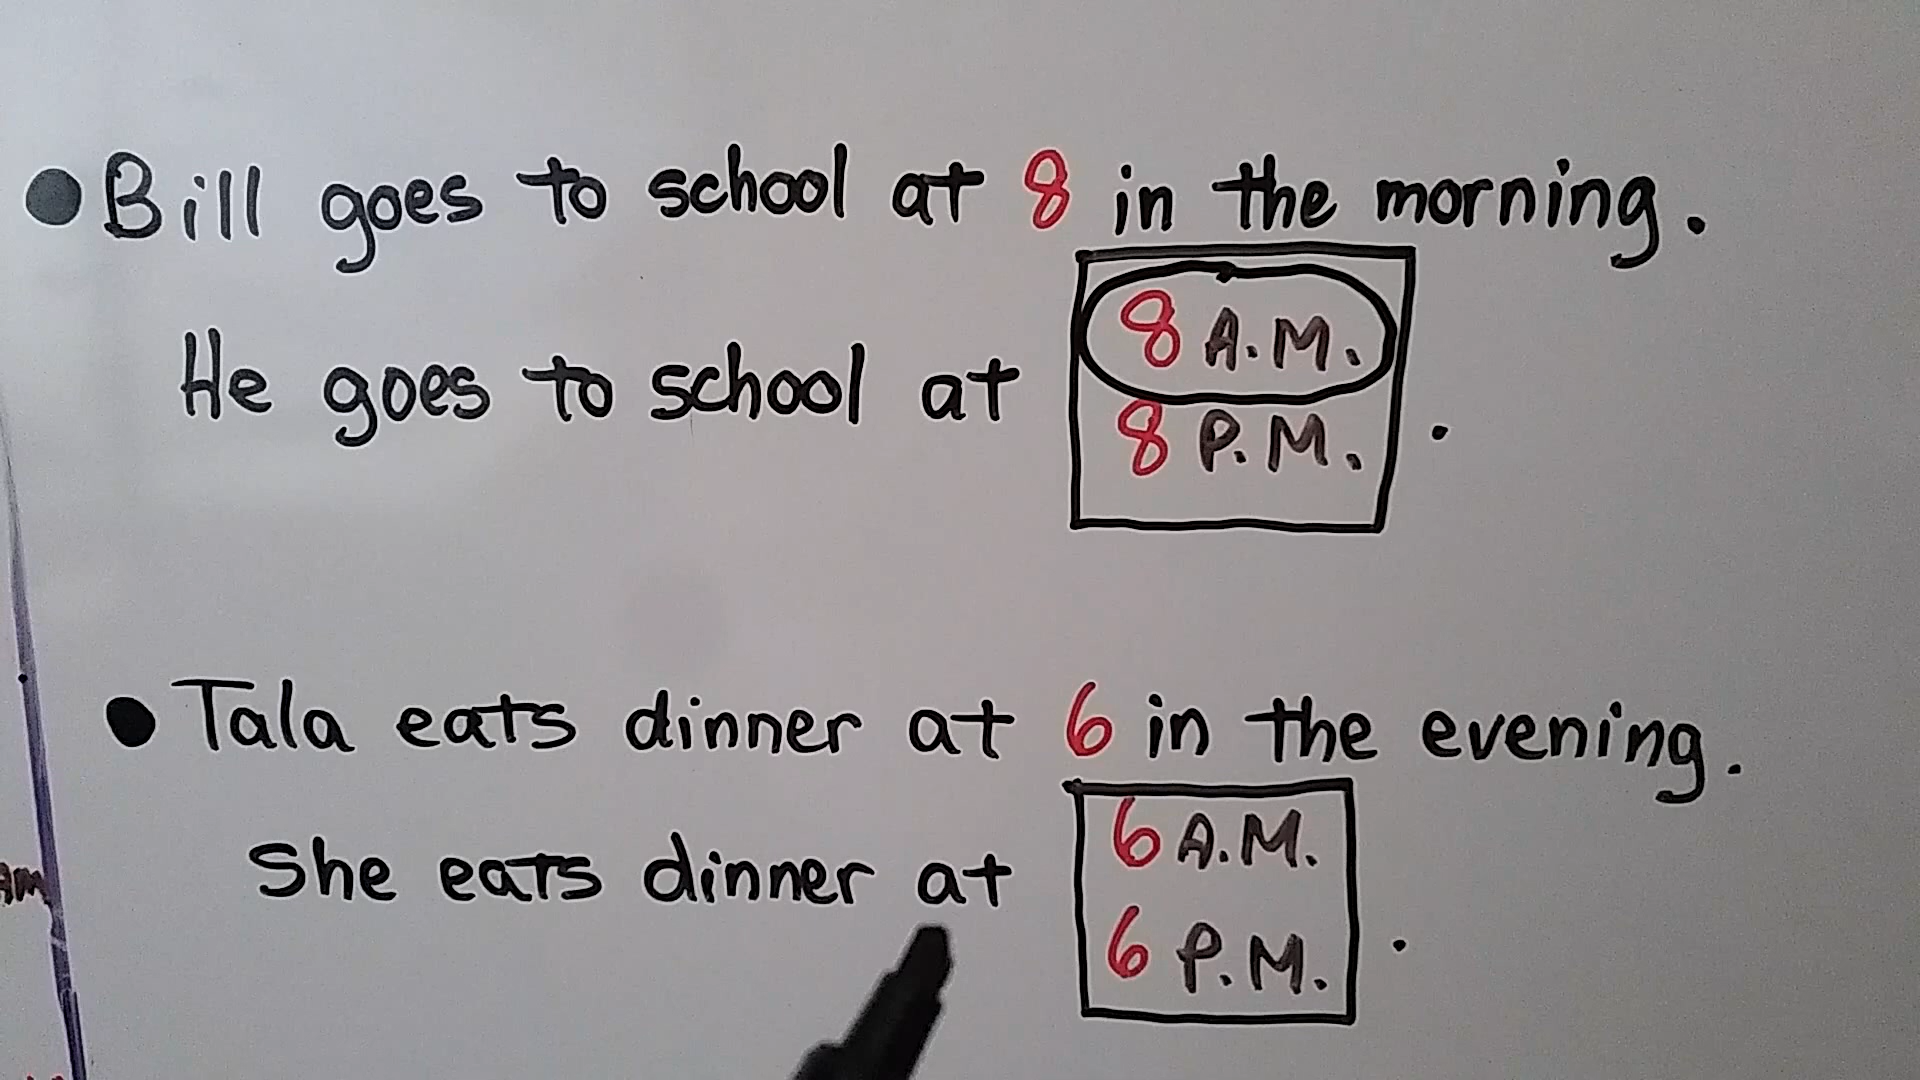 ● Bill goes to school at 8 in the morning.
He goes to school at
8 A.M.
8 P.M.
.
● Tala eats dinner at 6 in the evening.
She eats dinner at
6 A.M.
6 P.M.
.
AM